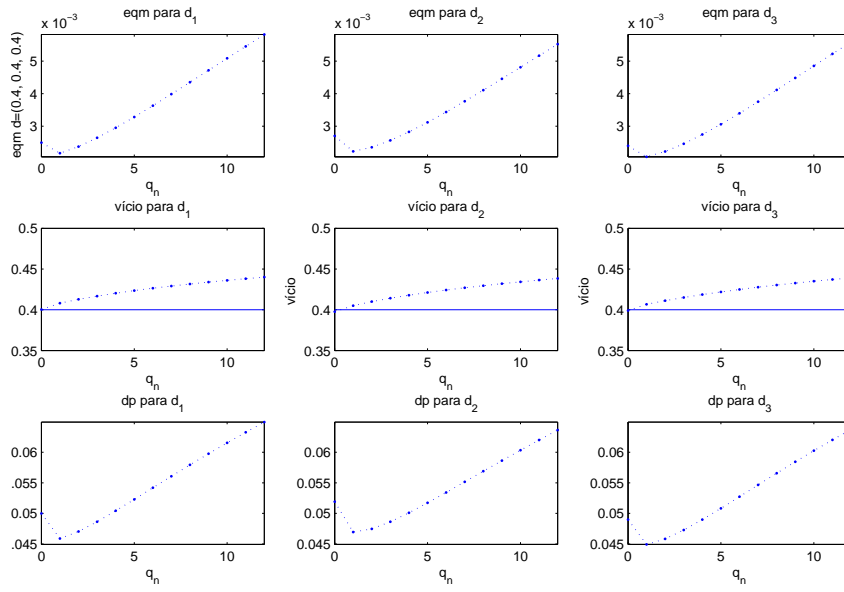 eqm para d1
eqm para d2
eqm para d3
x 10−3
x 10−3
x 10−3
eqm d=(0.4, 0.4, 0.4)
5
4
3
5
4
3
5
4
3
0 5 10
0 5 10
0 5 10
qn
qn
qn
vício para d1
vício para d2
vício para d3
0.5
0.45
0.4
0.35
vício
0.5
0.45
0.4
0.35
vício
0.5
0.45
0.4
0.35
0 5 10
0 5 10
0 5 10
qn
qn
qn
dp para d1
dp para d2
dp para d3
0.06
0.055
0.05
.045
0.06
0.055
0.05
0.045
0.06
0.055
0.05
0.045
0 5 10
0 5 10
0 5 10
qn
qn
qn